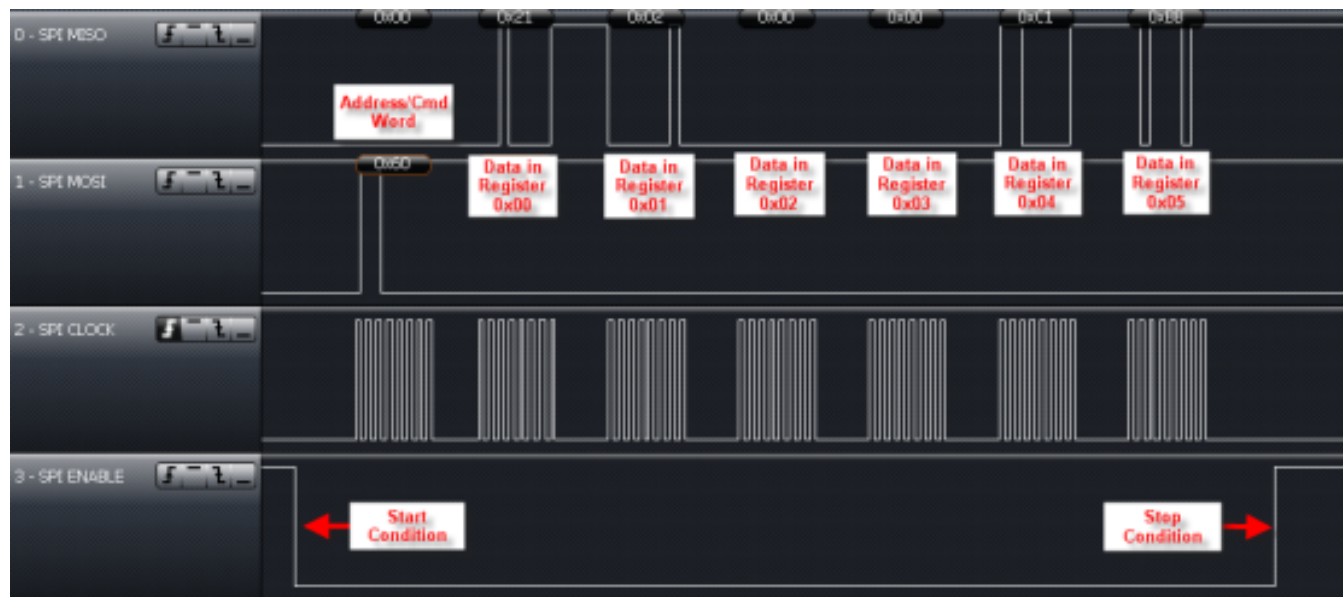 0 - SPI MISO
0x00
0x21
0x02
0x00
0x00
0xC1
0xBB
Address/Cmd
Word
1 - SPI MOSI
0x60
Data in
Register
0x00
Data in
Register
0x01
Data in
Register
0x02
Data in
Register
0x03
Data in
Register
0x04
Data in
Register
0x05
2 - SPI CLOCK
3 - SPI ENABLE
Start
Condition
Stop
Condition